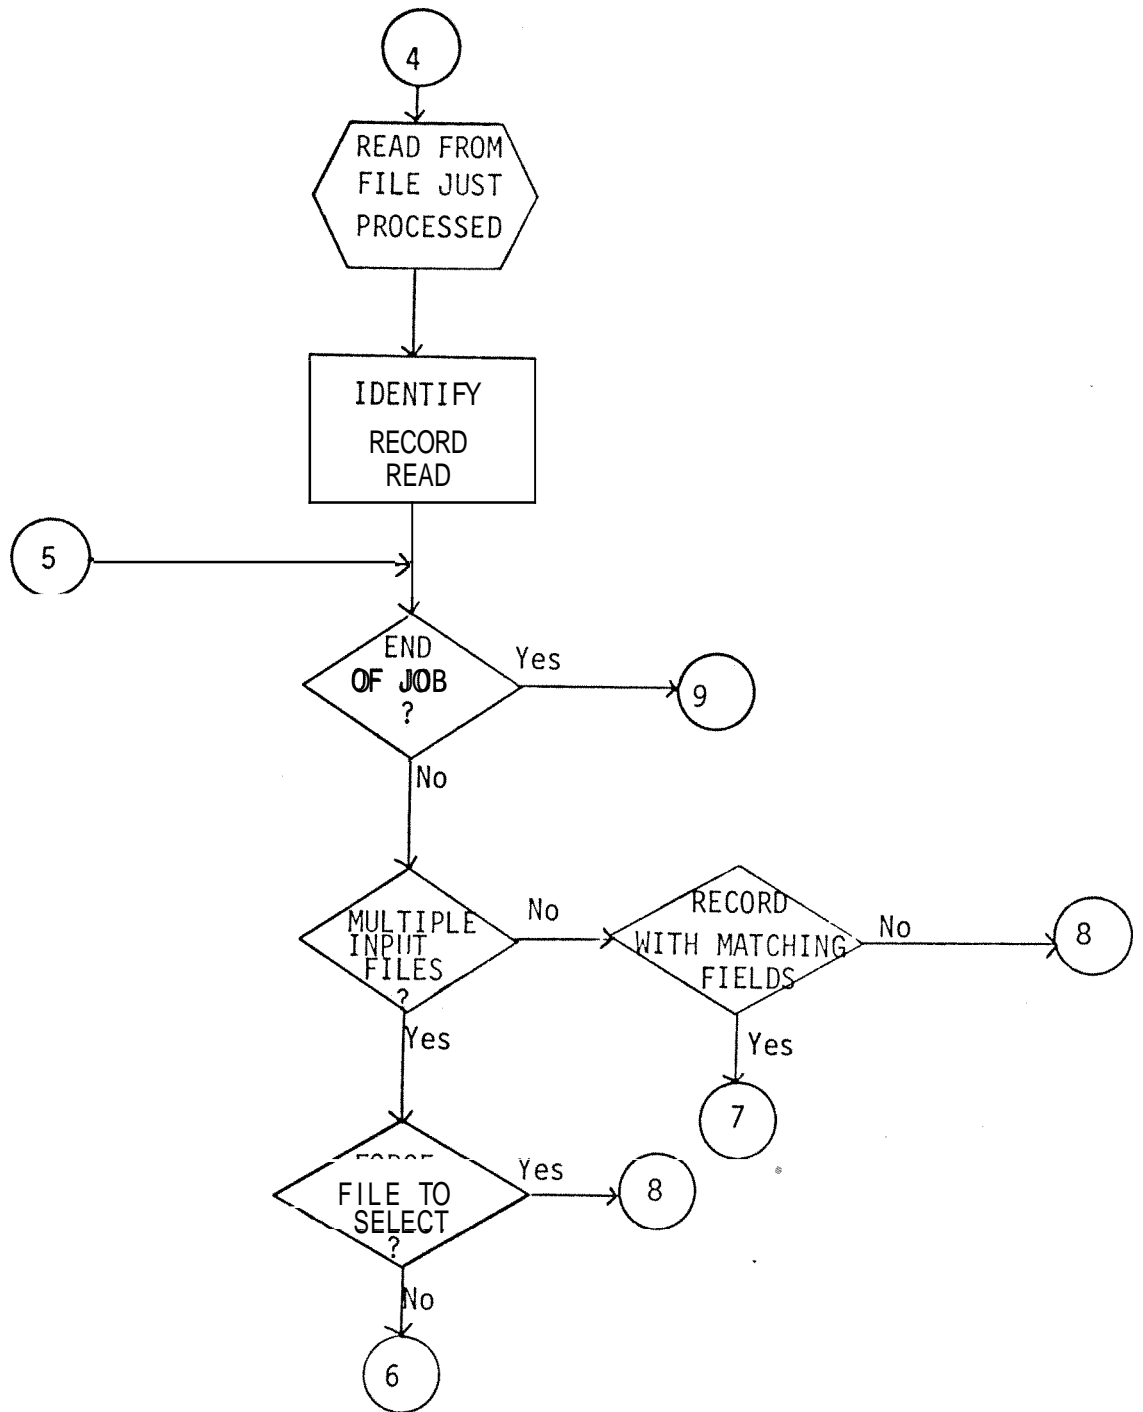 4
READ FROM
FILE JUST
PROCESSED
IDENTIFY
RECORD
READ
5
END
OF JOB
?
Yes
9
No
MULTIPLE
INPUT
FILES
?
No
RECORD
WITH MATCHING
FIELDS
No
8
Yes
Yes
7
FILE TO
SELECT
?
Yes
8
No
6